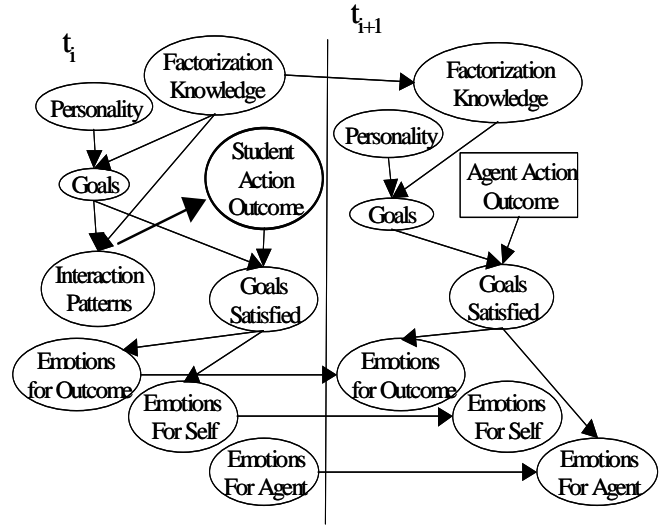 t_i
Factorization
Knowledge
Personality
Student
Action
Outcome
Goals
Interaction
Patterns
Goals
Satisfied
Emotions
for Outcome
Emotions
For Self
Emotions
For Agent
t_{i+1}
Factorization
Knowledge
Personality
Agent Action
Outcome
Goals
Goals
Satisfied
Emotions
for Outcome
Emotions
For Self
Emotions
For Agent